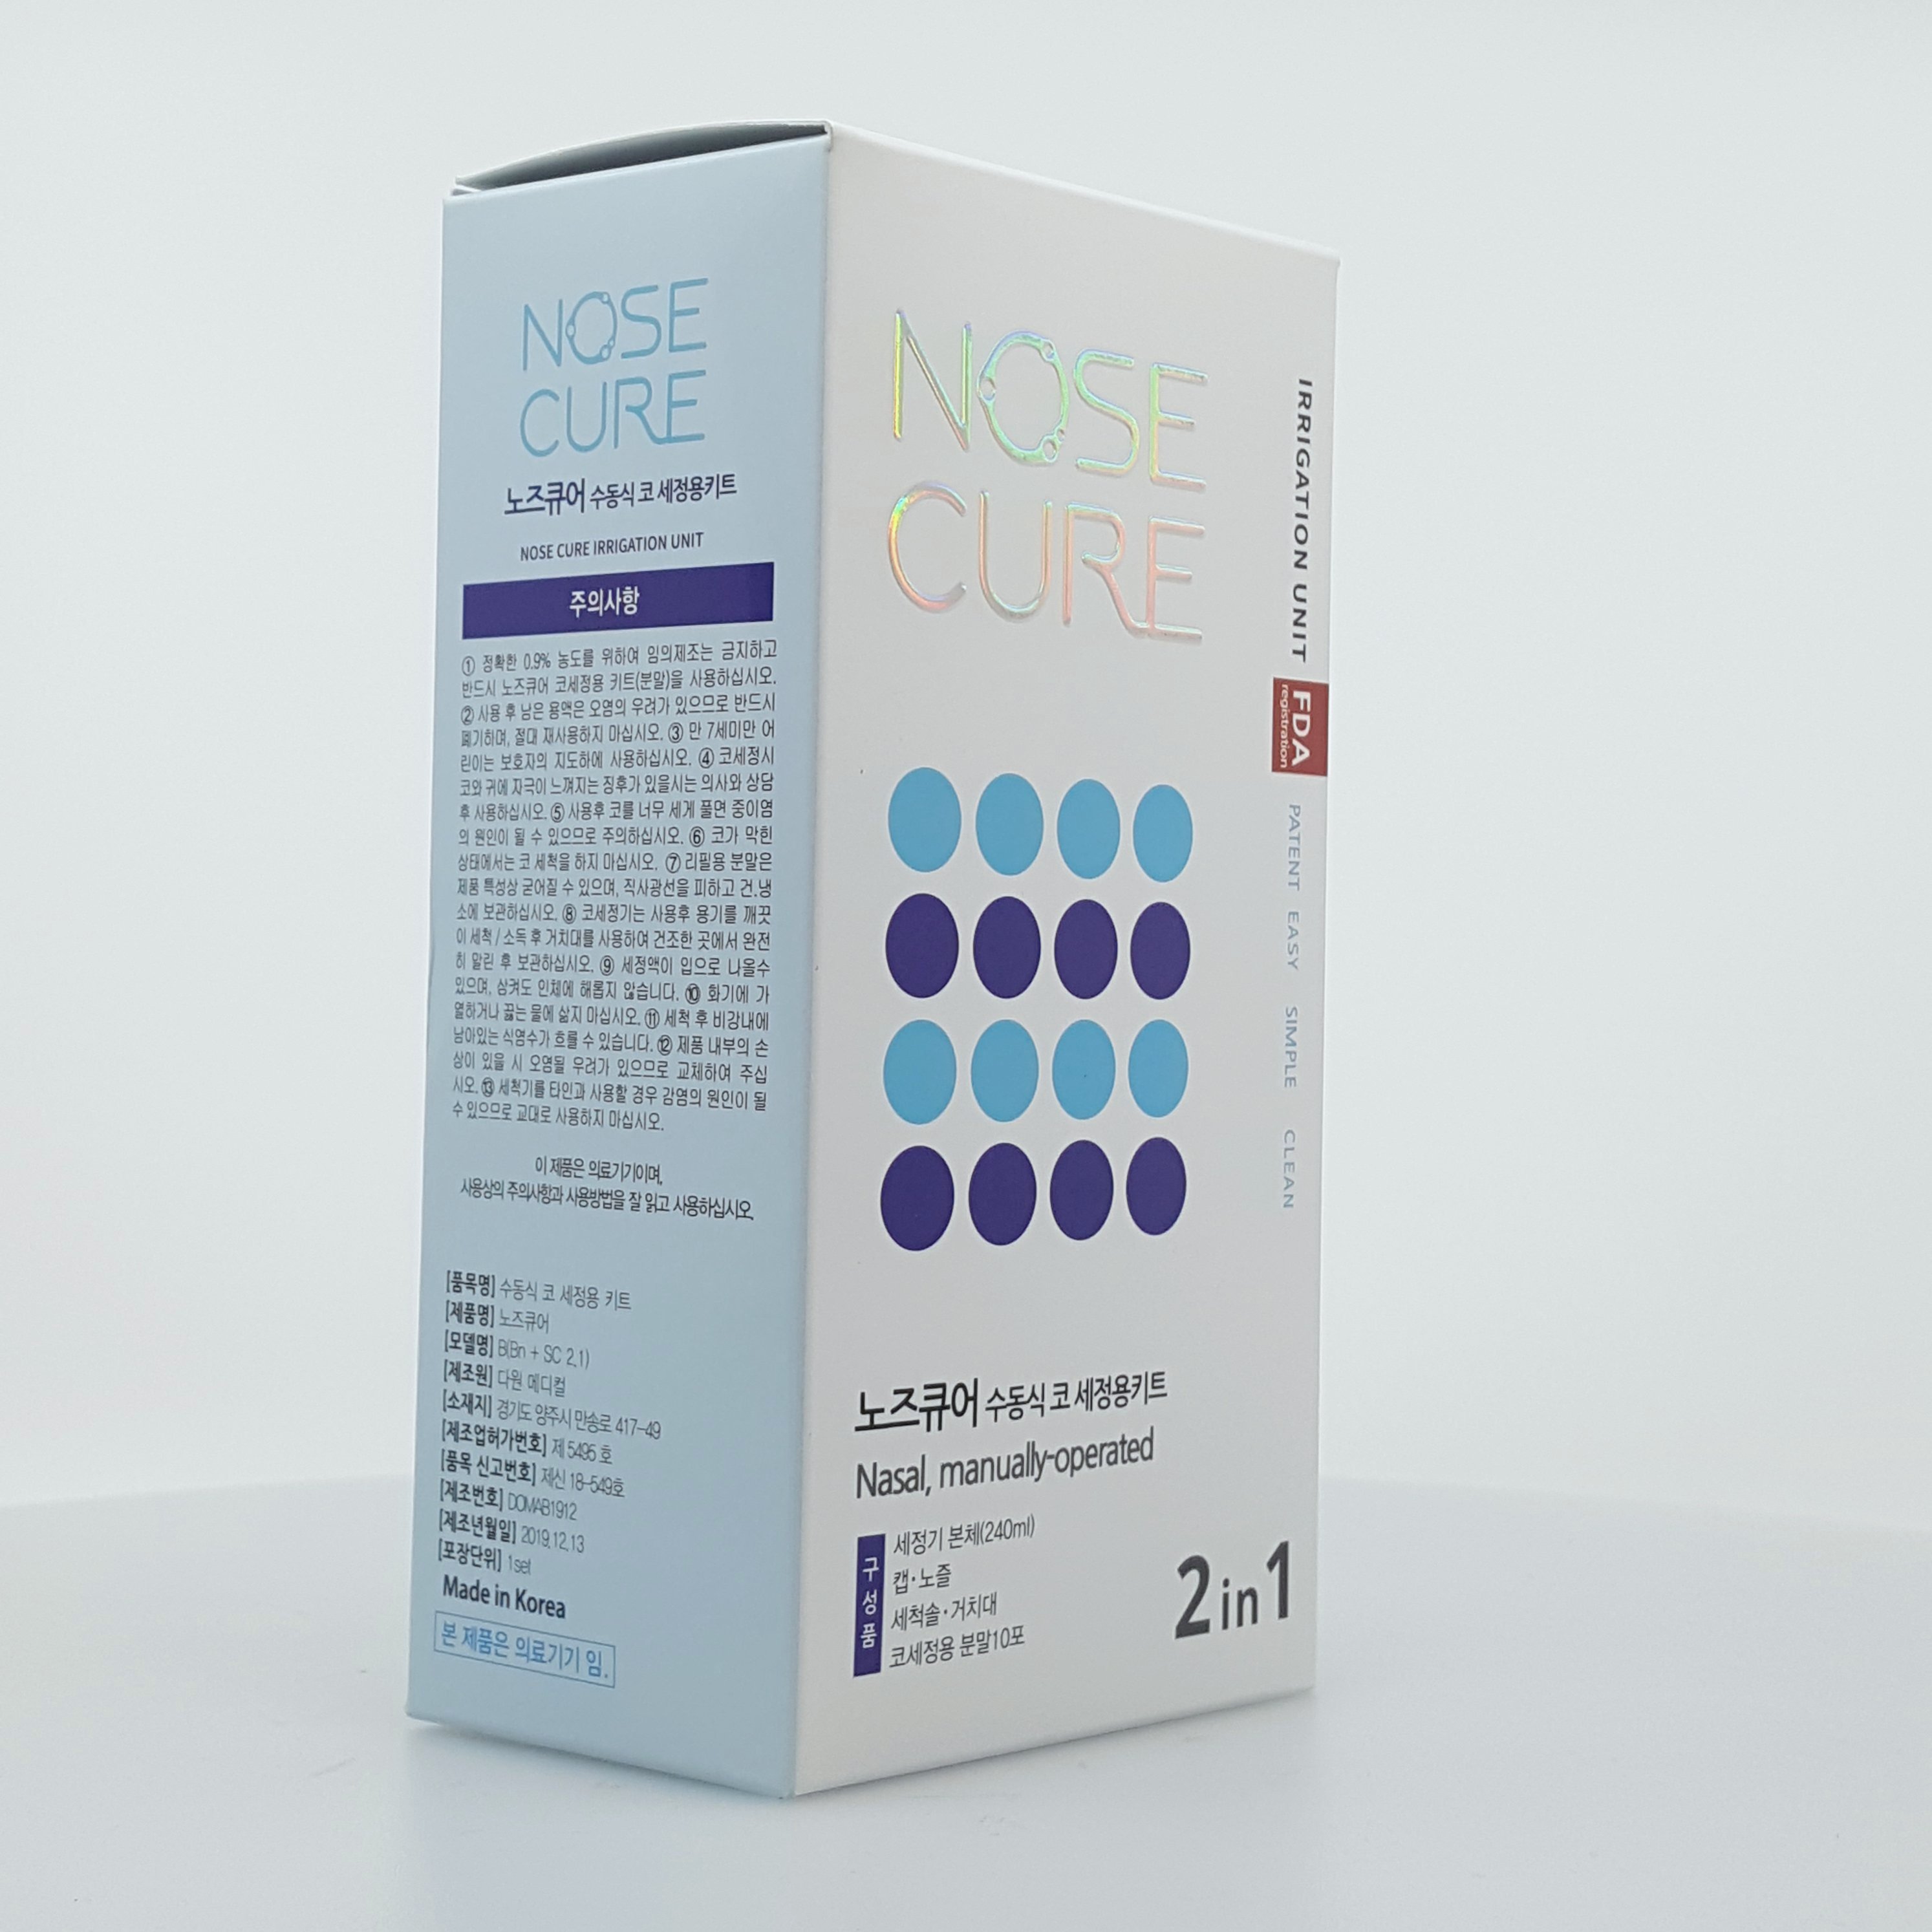 NOSE
CURE
노즈큐어 수동식 코 세정용키트
NOSE CURE IRRIGATION UNIT
주의사항
① 정확한 0.9% 농도를 위하여 임의제조는 금지하고
반드시 노즈큐어 코세정용 키트(분말)을 사용하십시오.
② 사용 후 남은 용액은 오염의 우려가 있으므로 반드시
폐기하며, 절대 재사용하지 마십시오. ③ 만 7세미만 어
린이는 보호자의 지도하에 사용하십시오. ④ 코세정시
코와 귀에 자극이 느껴지는 징후가 있을시는 의사와 상담
후 사용하십시오. ⑤ 사용후 코를 너무 세게 풀면 중이염
의 원인이 될 수 있으므로 주의하십시오. ⑥ 코가 막힌
상태에서는 코 세척을 하지 마십시오. ⑦ 리필용 분말은
제품 특성상 굳어질 수 있으며, 직사광선을 피하고 건.냉
소에 보관하십시오. ⑧ 코세정기는 사용후 용기를 깨끗
이 세척 / 소독 후 거치대를 사용하여 건조한 곳에서 완전
히 말린 후 보관하십시오. ⑨ 세정액이 입으로 나올수
있으며, 삼켜도 인체에 해롭지 않습니다. ⑩ 화기에 가
열하거나 끓는 물에 삶지 마십시오. ⑪ 세척 후 비강내에
남아있는 식염수가 흐를 수 있습니다. ⑫ 제품 내부의 손
상이 있을 시 오염될 우려가 있으므로 교체하여 주십
시오. ⑬ 세척기를 타인과 사용할 경우 감염의 원인이 될
수 있으므로 교대로 사용하지 마십시오.
이 제품은 의료기기이며,
사용상의 주의사항과 사용방법을 잘 읽고 사용하십시오.
[품목명] 수동식 코 세정용 키트
[제품명] 노즈큐어
[모델명] B(Bn + SC 2.1)
[제조원] 다원 메디컬
[소재지] 경기도 양주시 만송로 417-49
[제조업허가번호] 제 5495 호
[품목 신고번호] 제신 18-549호
[제조번호] DOMAB1912
[제조년월일] 2019.12.13
[포장단위] 1set
Made in Korea
본 제품은 의료기기 임.
NOSE
CURE
IRRIGATION UNIT
FDA
registration
PATENT EASY SIMPLE CLEAN
노즈큐어 수동식 코 세정용키트
Nasal, manually-operated
구성품
세정기 본체(240ml)
캡·노즐
세척솔·거치대
코세정용 분말10포
2 in 1